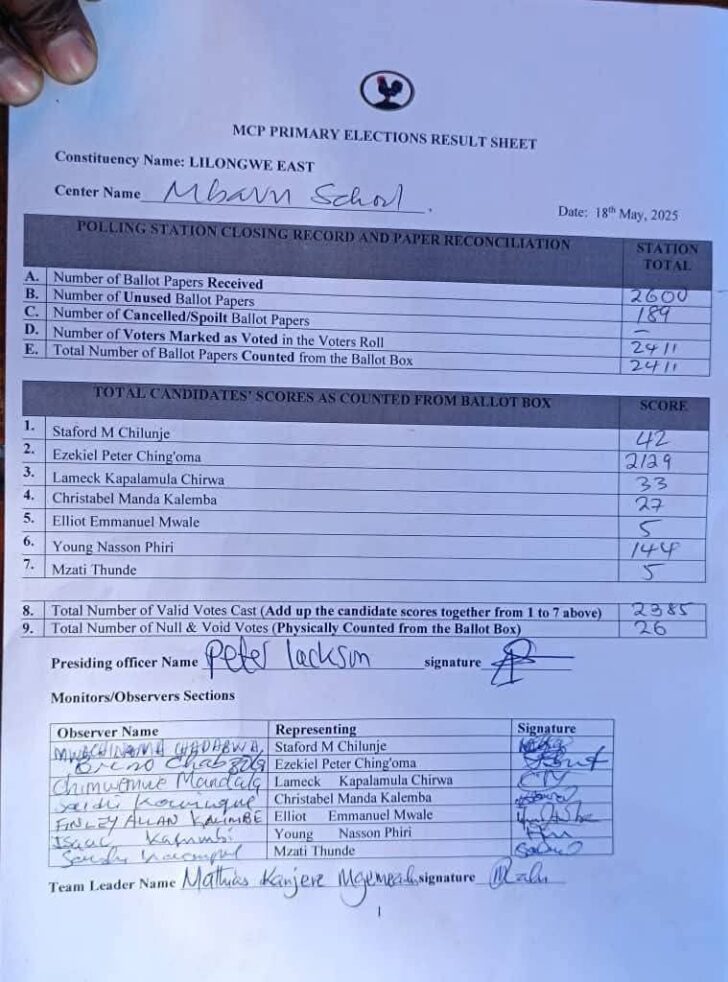 MCP PRIMARY ELECTIONS RESULT SHEET
Constituency Name: LILONGWE EAST
Center Name Mbavu School.
Date: 18th May, 2025
POLLING STATION CLOSING RECORD AND PAPER RECONCILIATION STATION TOTAL
A. Number of Ballot Papers Received 2600
B. Number of Unused Ballot Papers 189
C. Number of Cancelled/Spoilt Ballot Papers –
D. Number of Voters Marked as Voted in the Voters Roll 2411
E. Total Number of Ballot Papers Counted from the Ballot Box 2411
TOTAL CANDIDATES' SCORES AS COUNTED FROM BALLOT BOX SCORE
1. Staford M Chilunje 42
2. Ezekiel Peter Ching'oma 2129
3. Lameck Kapalamula Chirwa 33
4. Christabel Manda Kalemba 27
5. Elliot Emmanuel Mwale 5
6. Young Nasson Phiri 144
7. Mzati Thunde 5
8. Total Number of Valid Votes Cast (Add up the candidate scores together from 1 to 7 above) 2385
9. Total Number of Null & Void Votes (Physically Counted from the Ballot Box) 26
Presiding officer Name Peter Jackson signature
Monitors/Observers Sections
Observer Name Representing Signature
Staford M Chilunje
Ezekiel Peter Ching'oma
Chimwemwe Mandala Lameck Kapalamula Chirwa
Christabel Manda Kalemba
FINLEY ALLAN KALIMBE Elliot Emmanuel Mwale
Isaac Kafumbi Young Nasson Phiri
Mzati Thunde
Team Leader Name Mathias Kanjere signature
1